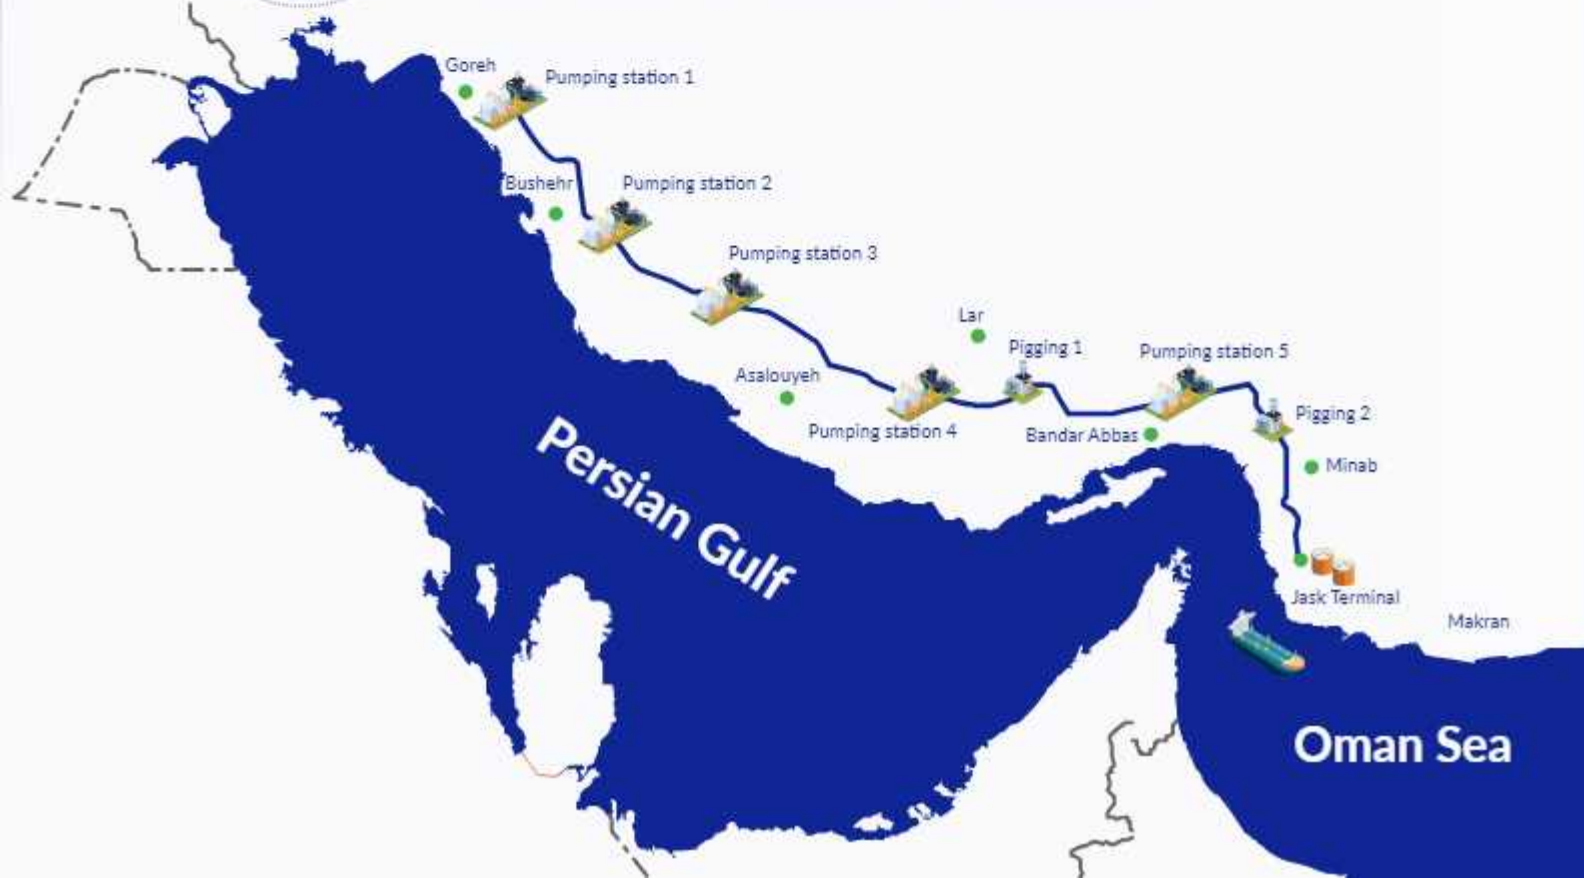 Goreh
Pumping station 1
Bushehr
Pumping station 2
Pumping station 3
Lar
Pigging 1
Pumping station 5
Asalouyeh
Pumping station 4
Bandar Abbas
Pigging 2
Minab
Persian Gulf
Jask Terminal
Makran
Oman Sea